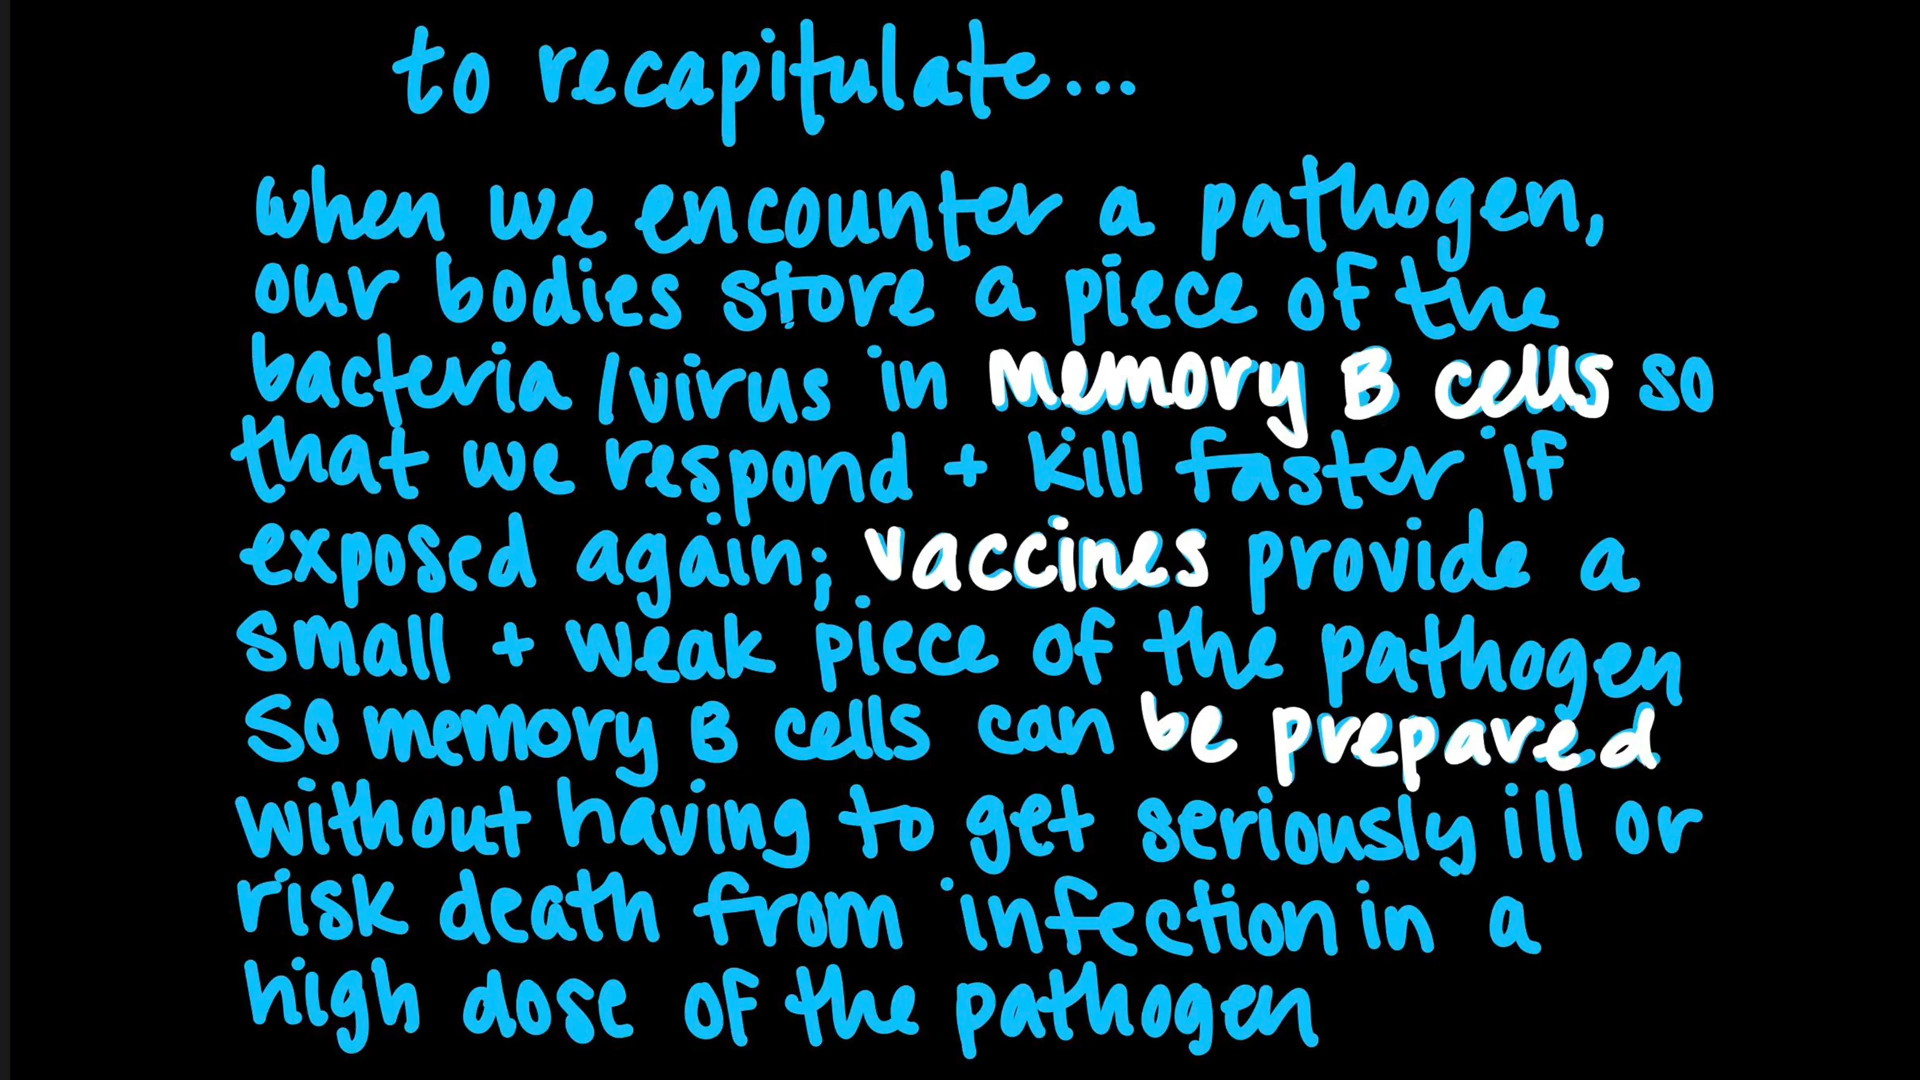 to recapitulate...
when we encounter a pathogen,
our bodies store a piece of the
bacteria/virus in memory B cells so
that we respond + kill faster if
exposed again; vaccines provide a
small + weak piece of the pathogen
so memory B cells can be prepared
without having to get seriously ill or
risk death from infection in a
high dose of the pathogen